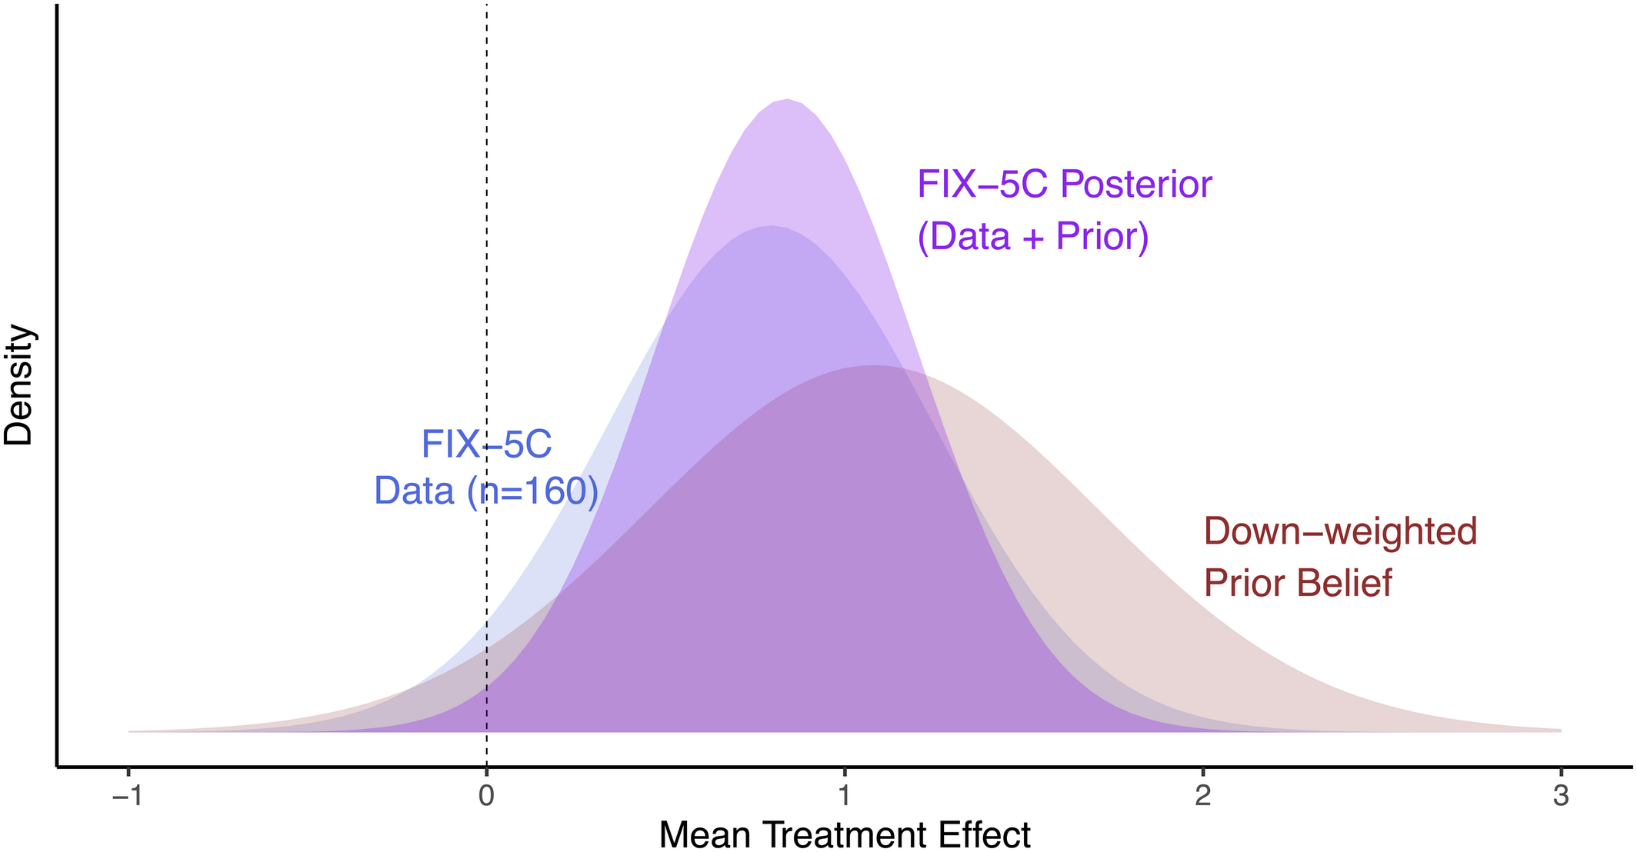 FIX−5C Posterior
(Data + Prior)
FIX−5C
Data (n=160)
Down−weighted
Prior Belief
Density
−1 0 1 2 3
Mean Treatment Effect